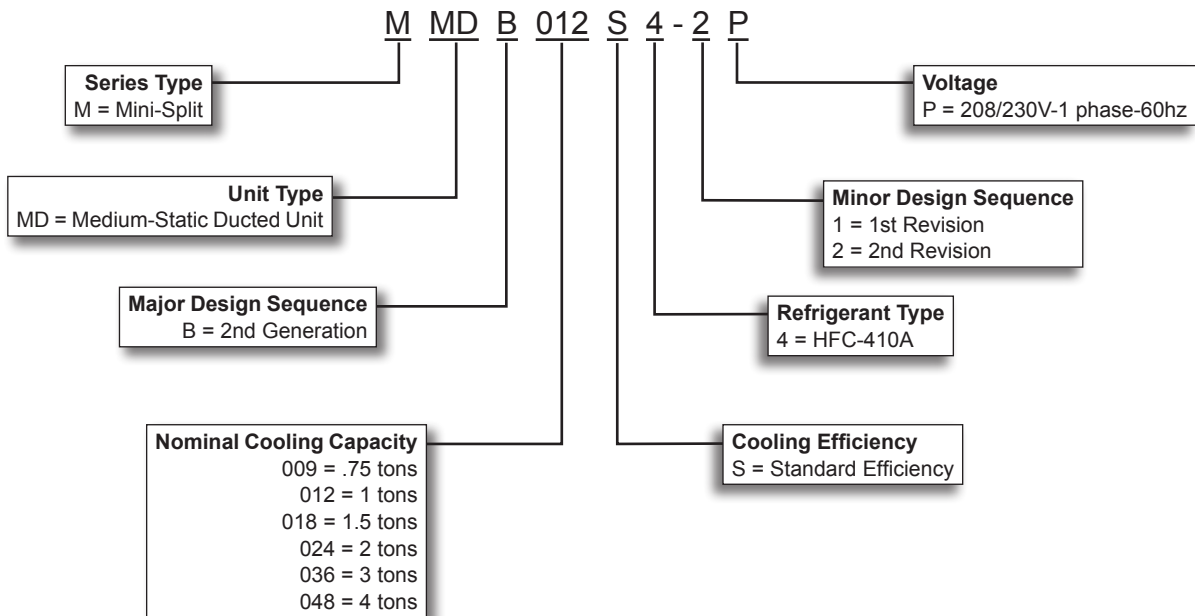 M MD B 012 S 4 - 2 P
Series Type
M = Mini-Split
Voltage
P = 208/230V-1 phase-60hz
Unit Type
MD = Medium-Static Ducted Unit
Minor Design Sequence
1 = 1st Revision
2 = 2nd Revision
Major Design Sequence
B = 2nd Generation
Refrigerant Type
4 = HFC-410A
Nominal Cooling Capacity
009 = .75 tons
012 = 1 tons
018 = 1.5 tons
024 = 2 tons
036 = 3 tons
048 = 4 tons
Cooling Efficiency
S = Standard Efficiency